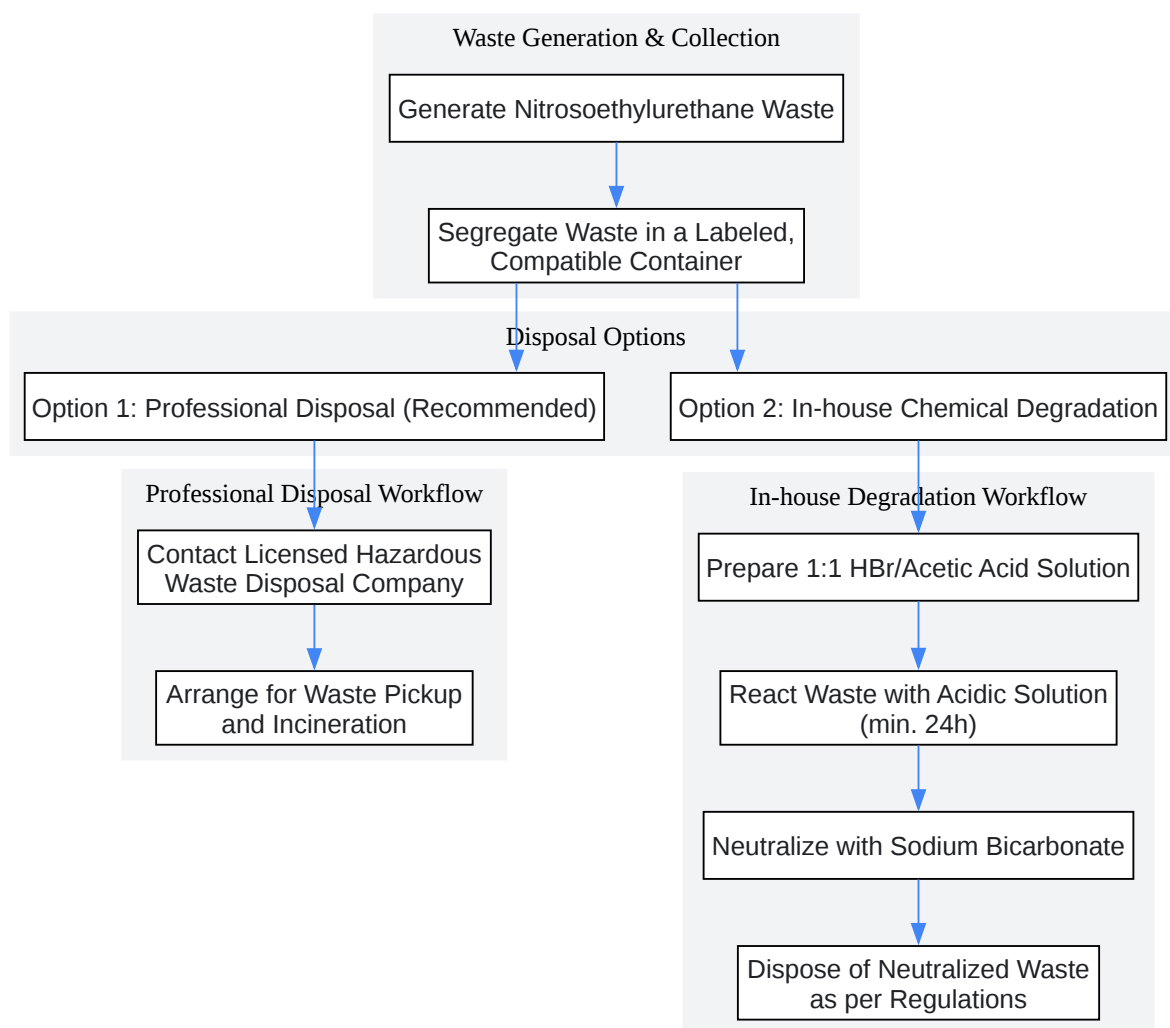 Waste Generation & Collection
Generate Nitrosoethylurethane Waste
Segregate Waste in a Labeled,
Compatible Container
Disposal Options
Option 1: Professional Disposal (Recommended)
Option 2: In-house Chemical Degradation
Professional Disposal Workflow
Contact Licensed Hazardous
Waste Disposal Company
Arrange for Waste Pickup
and Incineration
In-house Degradation Workflow
Prepare 1:1 HBr/Acetic Acid Solution
React Waste with Acidic Solution
(min. 24h)
Neutralize with Sodium Bicarbonate
Dispose of Neutralized Waste
as per Regulations